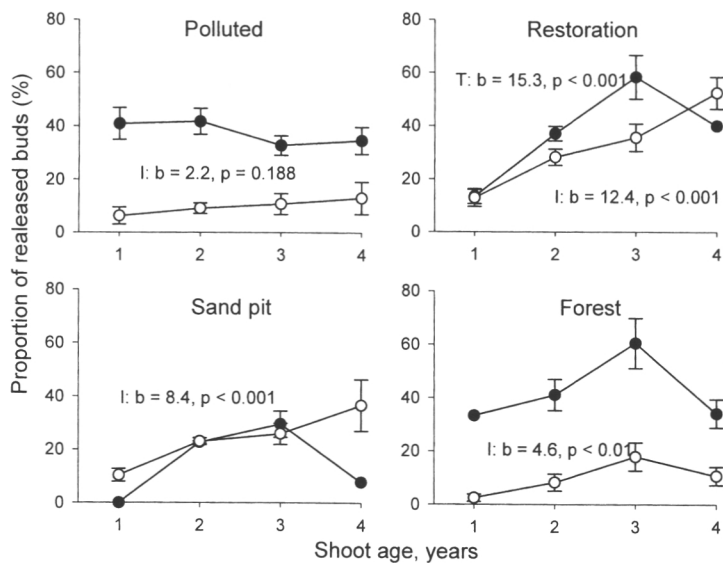 Proportion of realeased buds (%)
Polluted
80
60
40
20
0
I: b = 2.2, p = 0.188
1 2 3 4
Restoration
80
60
40
20
0
T: b = 15.3, p < 0.001
I: b = 12.4, p < 0.001
1 2 3 4
Sand pit
80
60
40
20
0
I: b = 8.4, p < 0.001
1 2 3 4
Forest
80
60
40
20
0
I: b = 4.6, p < 0.01
1 2 3 4
Shoot age, years